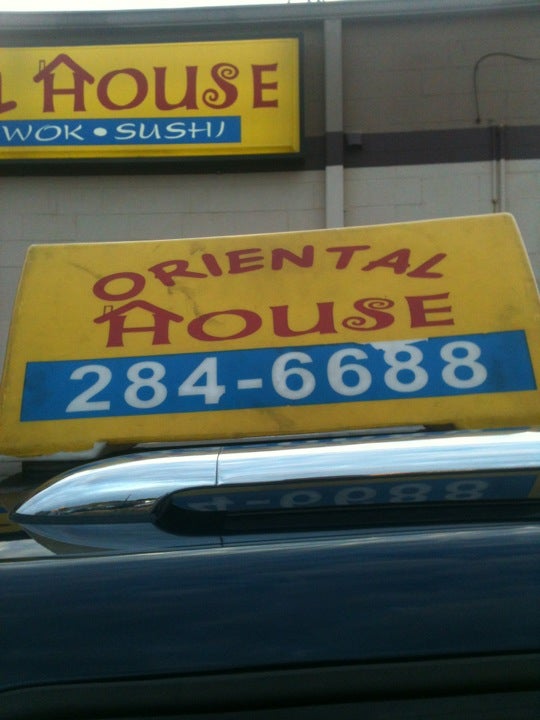 HOUSE
WOK • SUSHI
ORIENTAL
HOUSE
284-6688